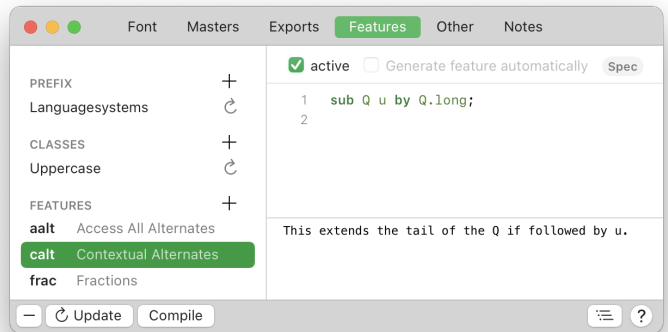 Font Masters Exports Features Other Notes
active Generate feature automatically Spec
PREFIX +
Languagesystems
CLASSES +
Uppercase
FEATURES +
aalt Access All Alternates
calt Contextual Alternates
frac Fractions
1 sub Q u by Q.long;
2
This extends the tail of the Q if followed by u.
Update Compile ?